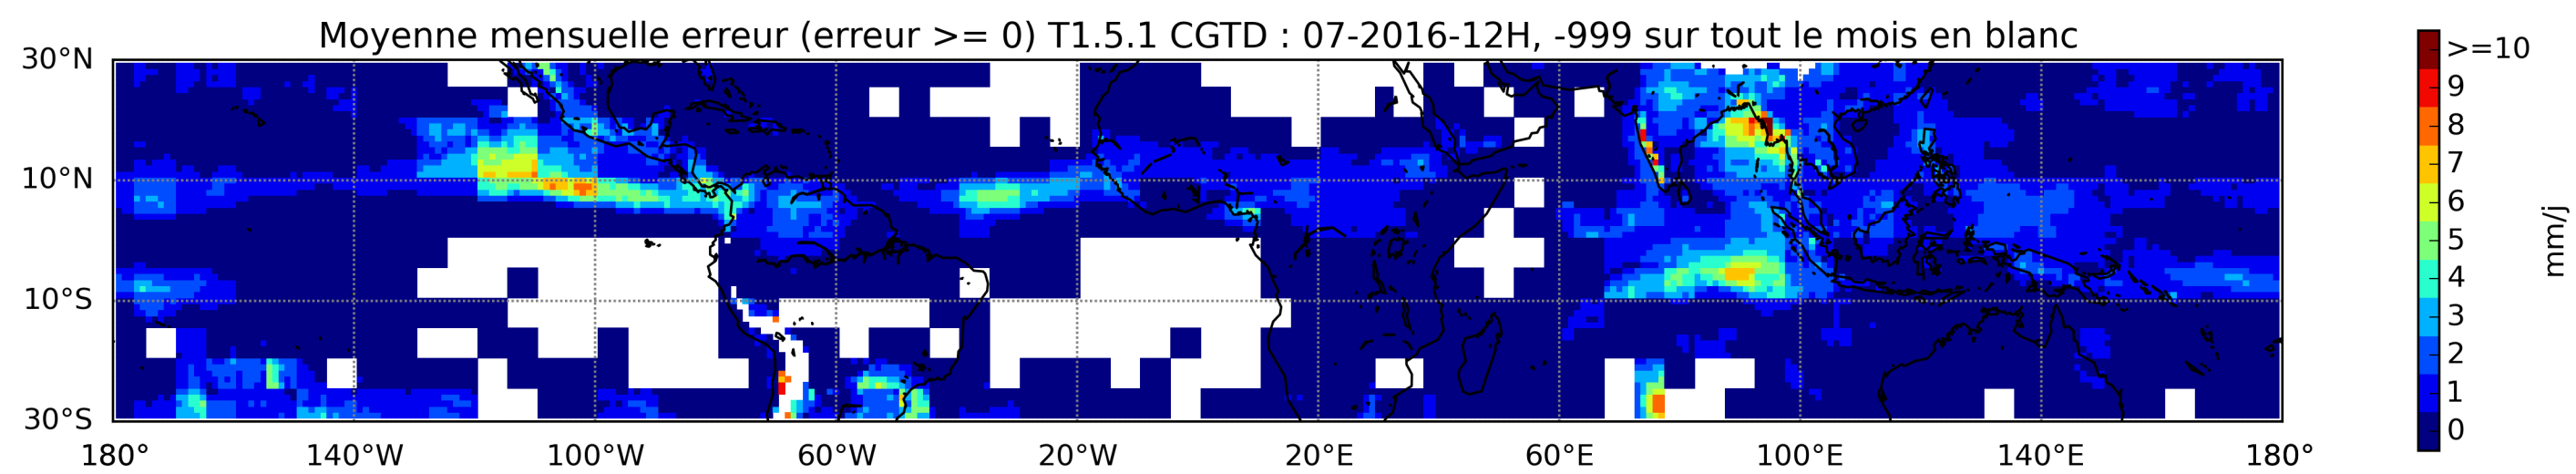 Moyenne mensuelle erreur (erreur >= 0) T1.5.1 CGTD : 07-2016-12H, -999 sur tout le mois en blanc
30°N
10°N
10°S
30°S
180° 140°W 100°W 60°W 20°W 20°E 60°E 100°E 140°E 180°
>=10
9
8
7
6
5
4
3
2
1
0
mm/j